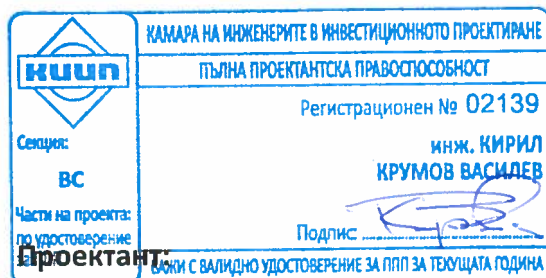 КАМАРА НА ИНЖЕНЕРИТЕ В ИНВЕСТИЦИОННОТО ПРОЕКТИРАНЕ
КИИП
ПЪЛНА ПРОЕКТАНТСКА ПРАВОСПОСОБНОСТ
Регистрационен № 02139
Секция:
ВС
инж. КИРИЛ
КРУМОВ ВАСИЛЕВ
Части на проекта:
по удостоверение
Подпис:
Проектант:
ВАЖИ С ВАЛИДНО УДОСТОВЕРЕНИЕ ЗА ППП ЗА ТЕКУЩАТА ГОДИНА